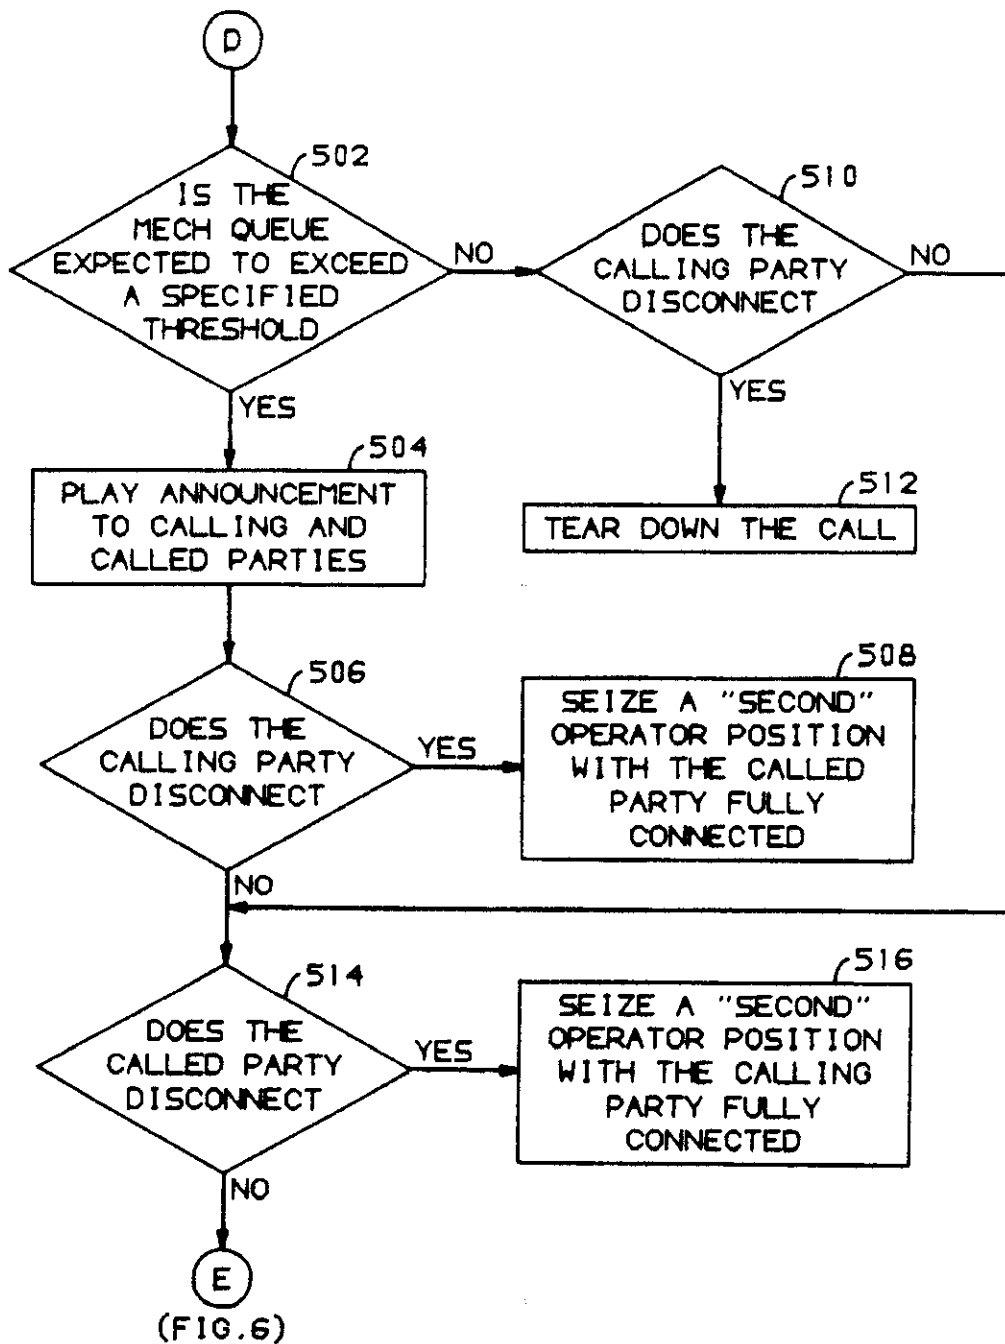 D
502
IS THE
MECH QUEUE
EXPECTED TO EXCEED
A SPECIFIED
THRESHOLD
NO
YES
510
DOES THE
CALLING PARTY
DISCONNECT
NO
YES
504
PLAY ANNOUNCEMENT
TO CALLING AND
CALLED PARTIES
512
TEAR DOWN THE CALL
506
DOES THE
CALLING PARTY
DISCONNECT
YES
NO
508
SEIZE A "SECOND"
OPERATOR POSITION
WITH THE CALLED
PARTY FULLY
CONNECTED
514
DOES THE
CALLED PARTY
DISCONNECT
YES
NO
516
SEIZE A "SECOND"
OPERATOR POSITION
WITH THE CALLING
PARTY FULLY
CONNECTED
E
(FIG.6)